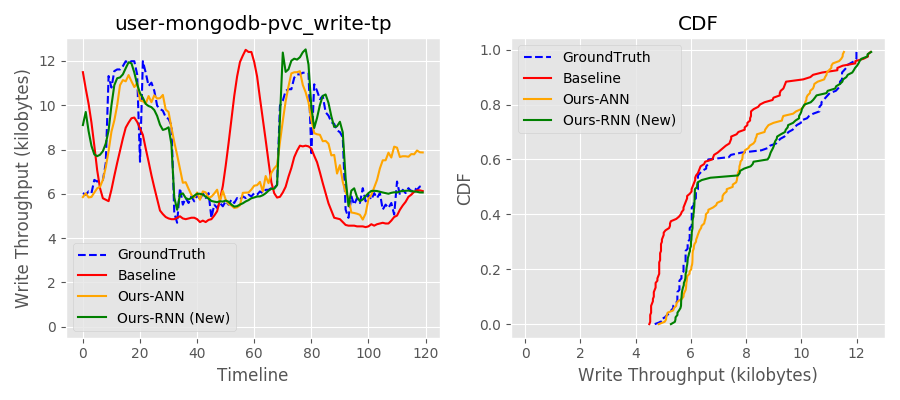 user-mongodb-pvc_write-tp
Write Throughput (kilobytes)
12
10
8
6
4
2
0
GroundTruth
Baseline
Ours-ANN
Ours-RNN (New)
0 20 40 60 80 100 120
Timeline
CDF
CDF
1.0
0.8
0.6
0.4
0.2
0.0
GroundTruth
Baseline
Ours-ANN
Ours-RNN (New)
0 2 4 6 8 10 12
Write Throughput (kilobytes)